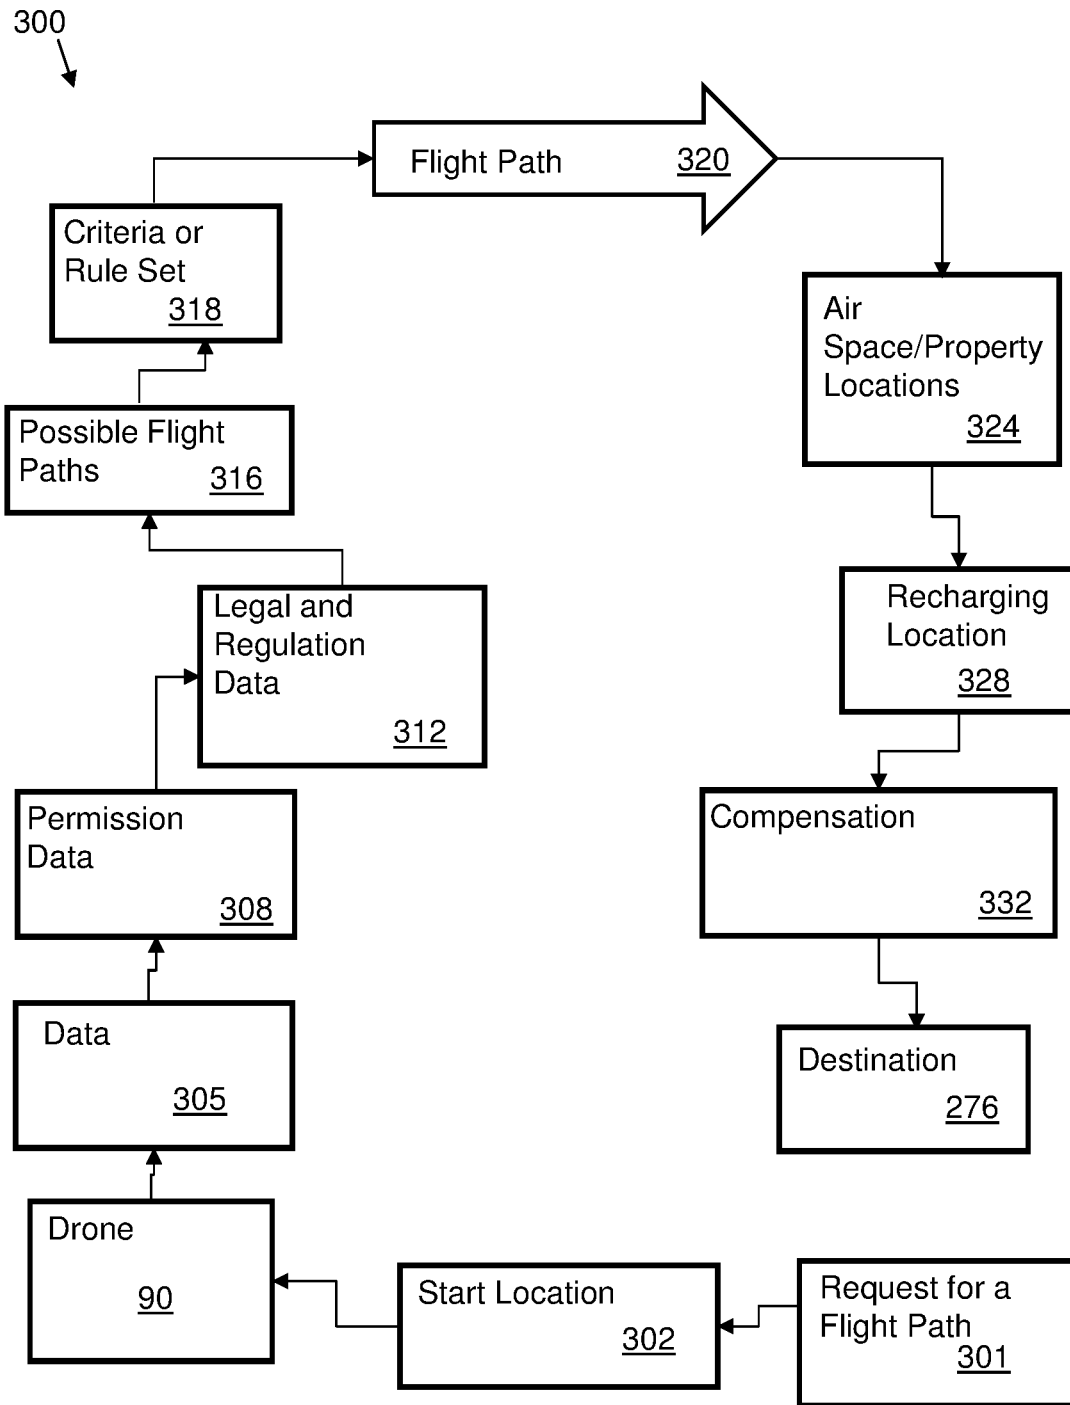 300
Flight Path 320
Criteria or
Rule Set
318
Air
Space/Property
Locations
324
Possible Flight
Paths
316
Recharging
Location
328
Legal and
Regulation
Data
312
Permission
Data
308
Compensation
332
Data
305
Destination
276
Drone
90
Start Location
302
Request for a
Flight Path
301